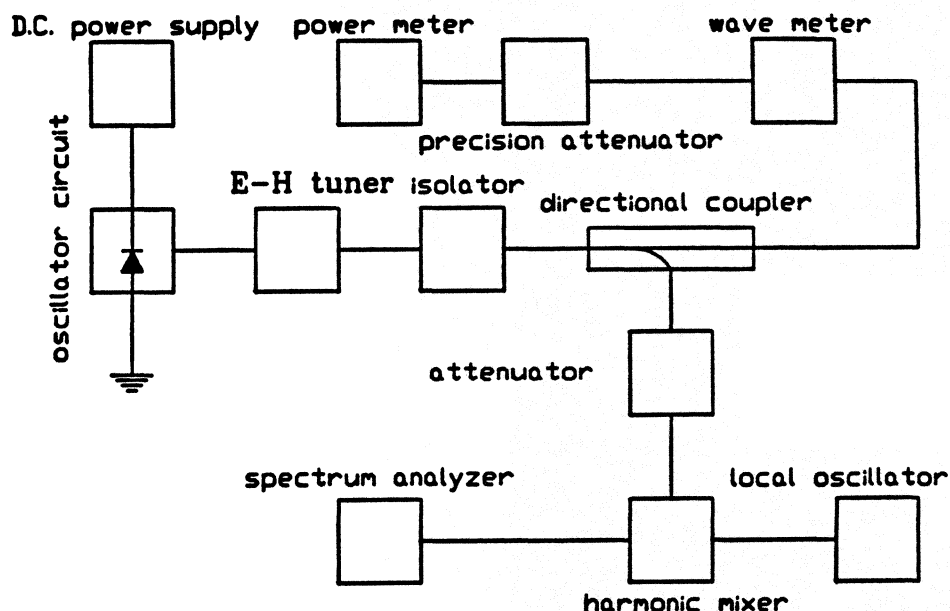 D.C. power supply
power meter
wave meter
precision attenuator
oscillator circuit
E-H tuner
isolator
directional coupler
attenuator
spectrum analyzer
local oscillator
harmonic mixer